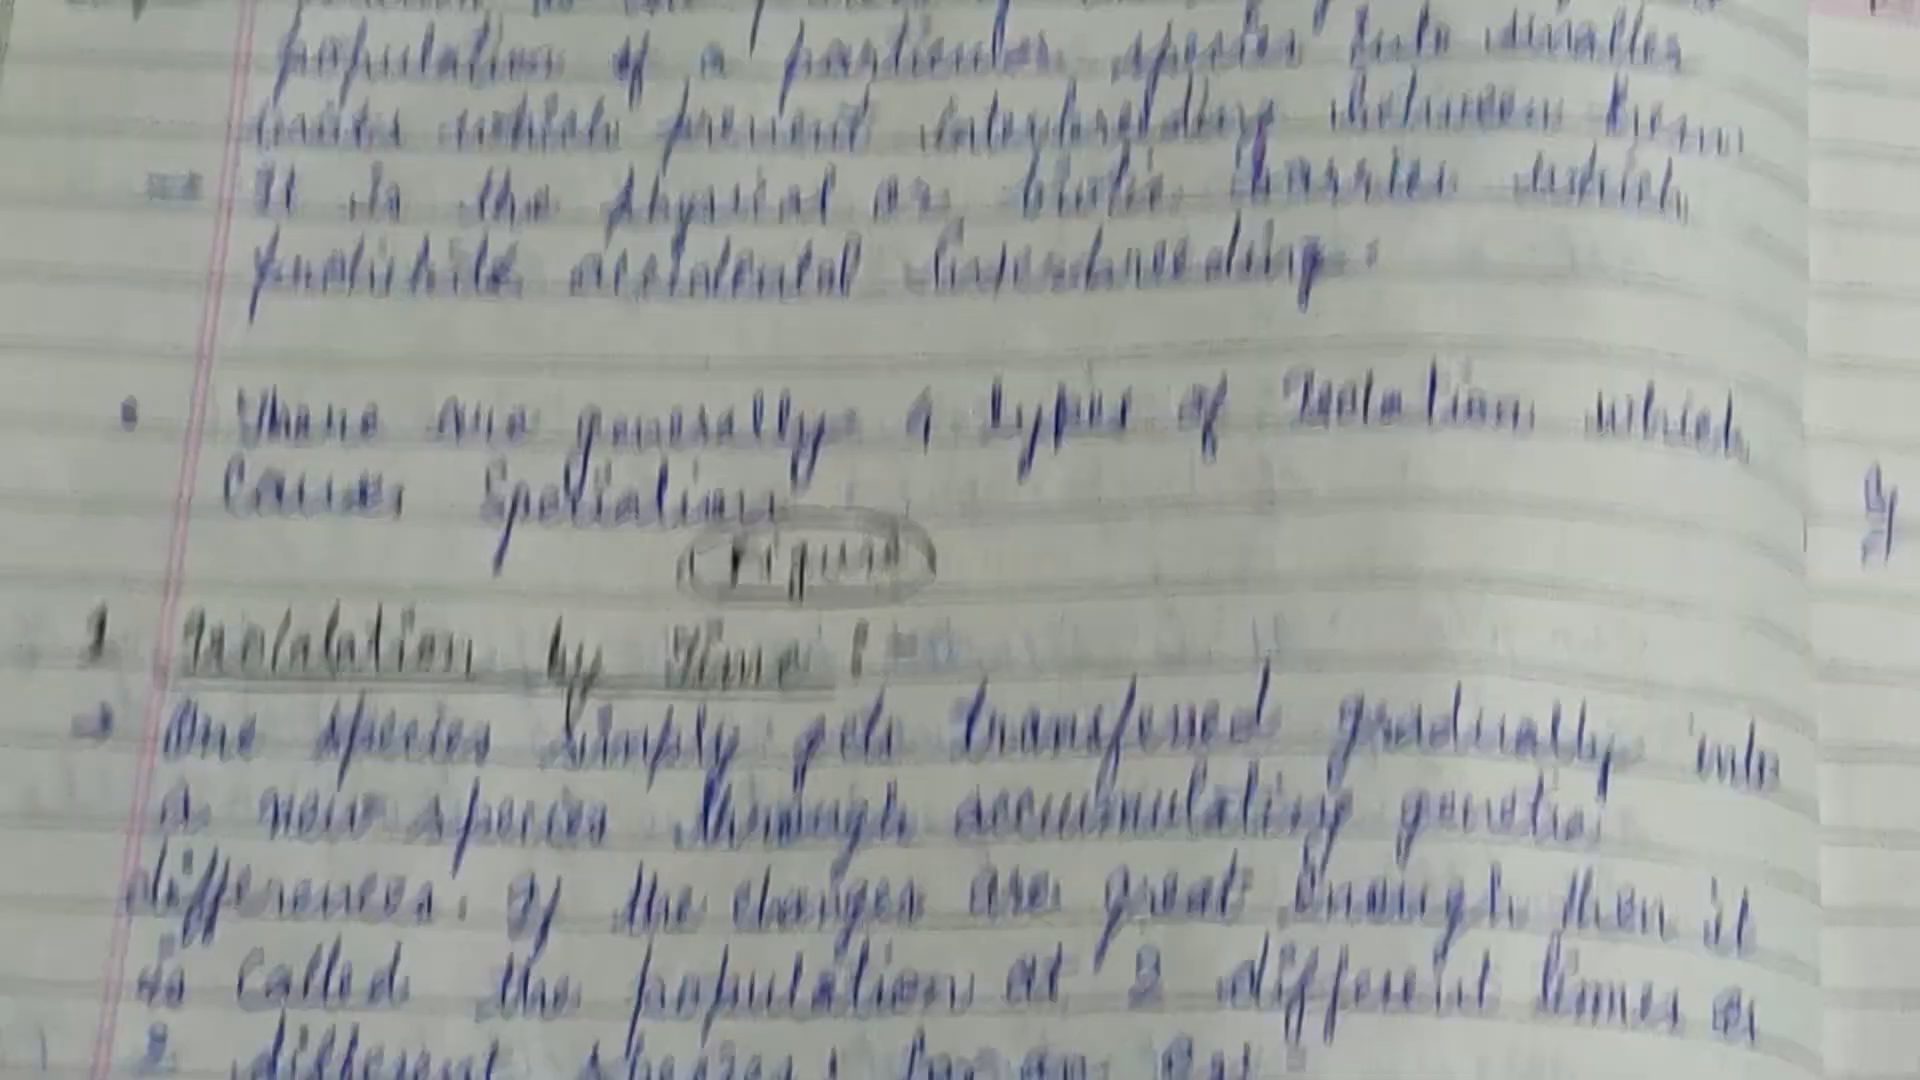 population of a particular species into smaller
units which prevent interbreeding between them
It is the physical or biotic barrier which
prohibits accidental interbreeding.
There are generally 4 types of Isolation which
causes Speciation
Figure
1 Isolation by Time :-
→ One species simply gets transferred gradually into
a new species through accumulating genetic
differences. If the changes are great enough then it
is called the population at 2 different times as
2 different species.